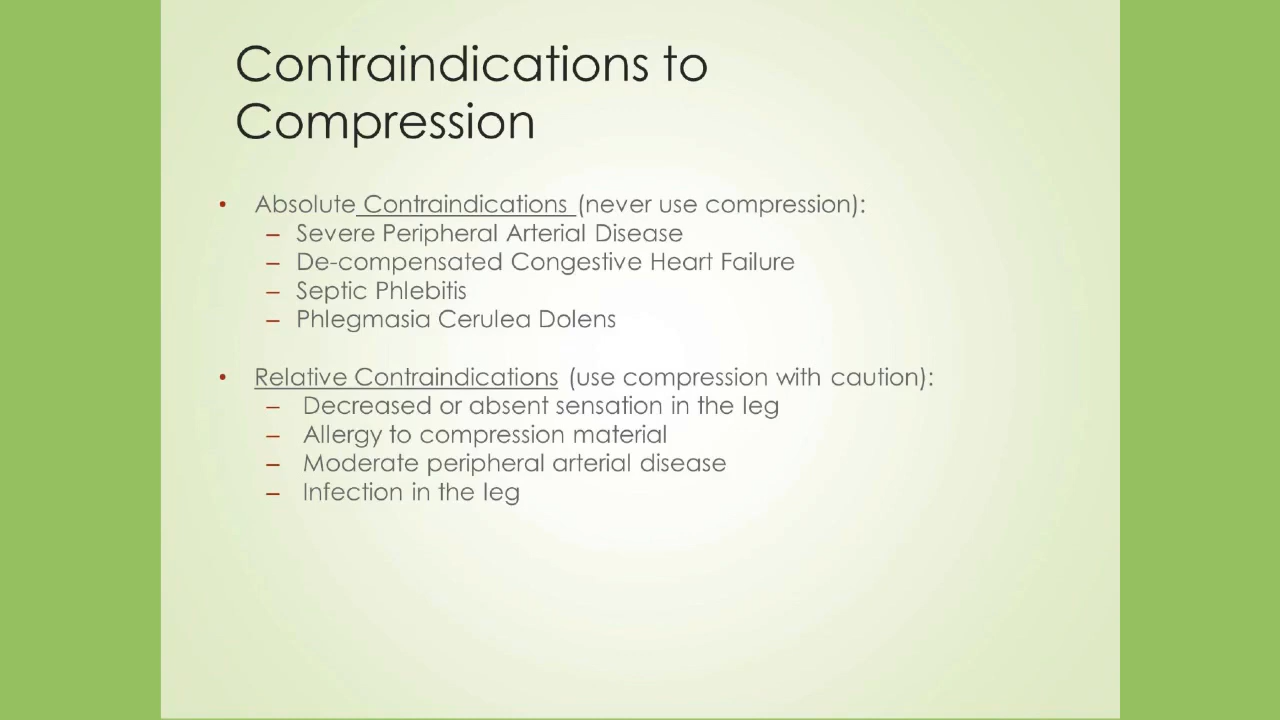 Contraindications to
Compression
• Absolute Contraindications (never use compression):
– Severe Peripheral Arterial Disease
– De-compensated Congestive Heart Failure
– Septic Phlebitis
– Phlegmasia Cerulea Dolens
• Relative Contraindications (use compression with caution):
– Decreased or absent sensation in the leg
– Allergy to compression material
– Moderate peripheral arterial disease
– Infection in the leg